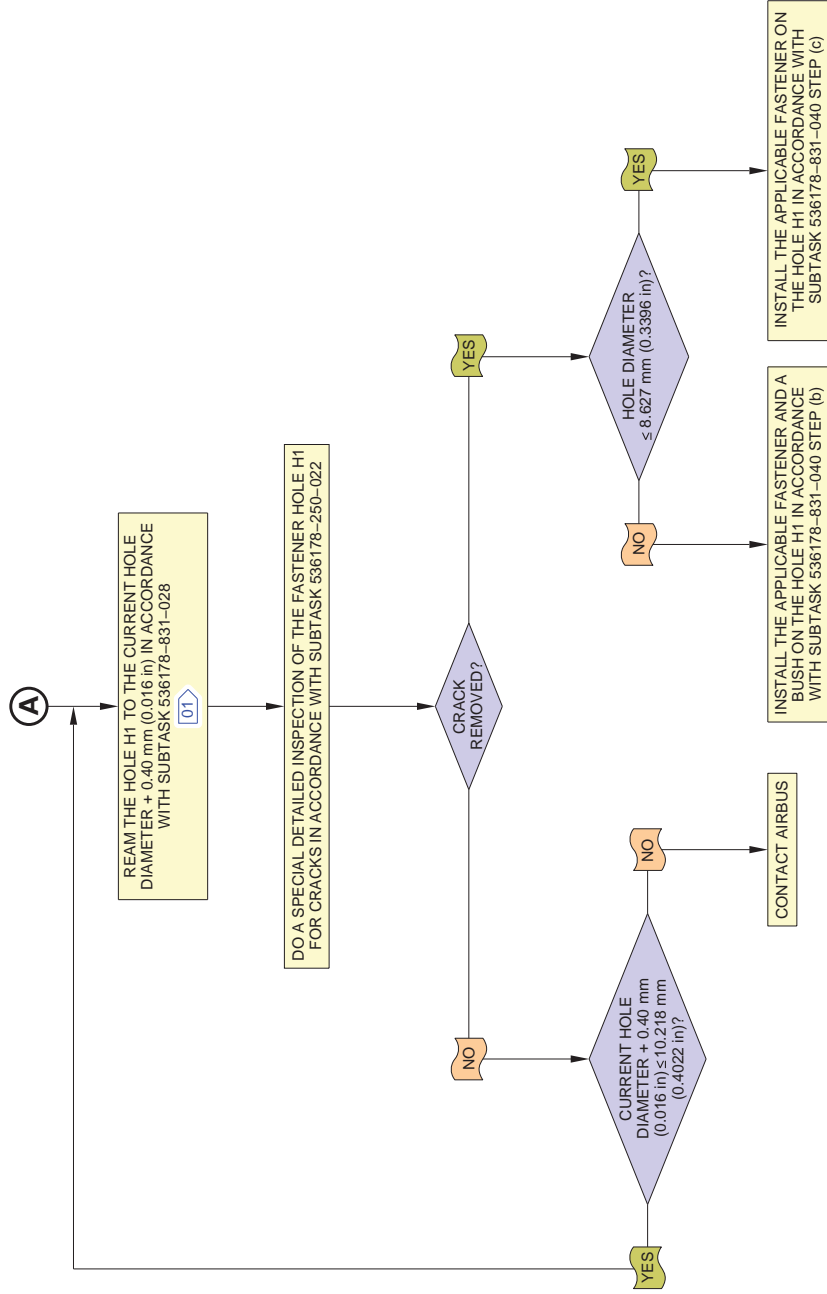 A
REAM THE HOLE H1 TO THE CURRENT HOLE
DIAMETER + 0.40 mm (0.016 in) IN ACCORDANCE
WITH SUBTASK 536178–831–028
01
DO A SPECIAL DETAILED INSPECTION OF THE FASTENER HOLE H1
FOR CRACKS IN ACCORDANCE WITH SUBTASK 536178–250–022
CRACK
REMOVED?
NO
YES
CURRENT HOLE
DIAMETER + 0.40 mm
(0.016 in) ≤ 10.218 mm
(0.4022 in)?
HOLE DIAMETER
≤ 8.627 mm (0.3396 in)?
YES
NO
NO
YES
CONTACT AIRBUS
INSTALL THE APPLICABLE FASTENER AND A
BUSH ON THE HOLE H1 IN ACCORDANCE
WITH SUBTASK 536178–831–040 STEP (b)
INSTALL THE APPLICABLE FASTENER ON
THE HOLE H1 IN ACCORDANCE WITH
SUBTASK 536178–831–040 STEP (c)